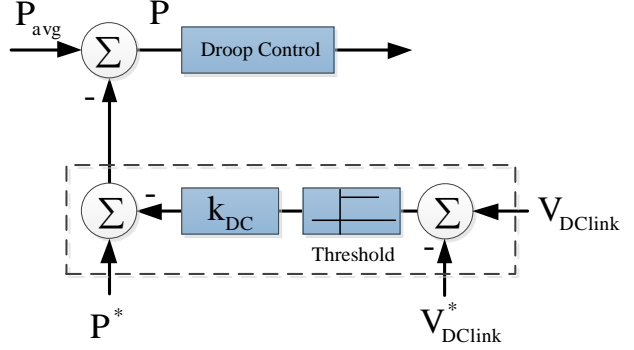 P_avg Σ P Droop Control
-
Σ - k_DC Σ V_DClink
Threshold -
P^* V^*_DClink